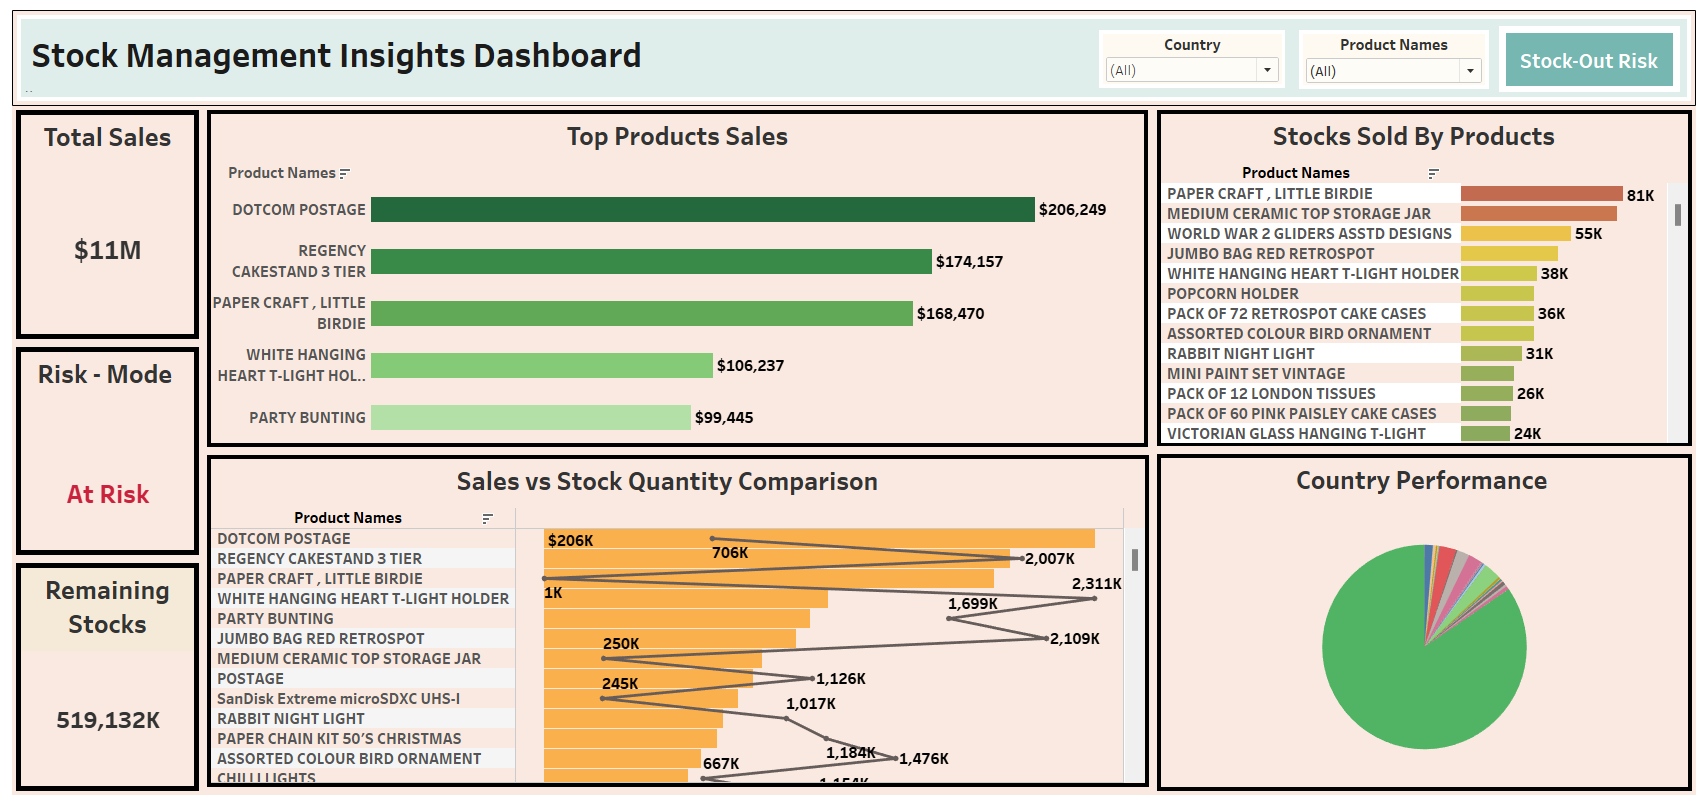 Stock Management Insights Dashboard
..
Country
(All)
Product Names
(All)
Stock-Out Risk
Total Sales
$11M
Risk - Mode
At Risk
Remaining
Stocks
519,132K
Top Products Sales
Product Names
DOTCOM POSTAGE $206,249
REGENCY
CAKESTAND 3 TIER $174,157
PAPER CRAFT , LITTLE
BIRDIE $168,470
WHITE HANGING
HEART T-LIGHT HOL.. $106,237
PARTY BUNTING $99,445
Stocks Sold By Products
Product Names
PAPER CRAFT , LITTLE BIRDIE 81K
MEDIUM CERAMIC TOP STORAGE JAR
WORLD WAR 2 GLIDERS ASSTD DESIGNS 55K
JUMBO BAG RED RETROSPOT
WHITE HANGING HEART T-LIGHT HOLDER 38K
POPCORN HOLDER
PACK OF 72 RETROSPOT CAKE CASES 36K
ASSORTED COLOUR BIRD ORNAMENT
RABBIT NIGHT LIGHT 31K
MINI PAINT SET VINTAGE
PACK OF 12 LONDON TISSUES 26K
PACK OF 60 PINK PAISLEY CAKE CASES
VICTORIAN GLASS HANGING T-LIGHT 24K
Sales vs Stock Quantity Comparison
Product Names
DOTCOM POSTAGE $206K
706K
REGENCY CAKESTAND 3 TIER 2,007K
PAPER CRAFT , LITTLE BIRDIE 1K
WHITE HANGING HEART T-LIGHT HOLDER 2,311K
PARTY BUNTING 1,699K
JUMBO BAG RED RETROSPOT 2,109K
MEDIUM CERAMIC TOP STORAGE JAR 250K
POSTAGE 1,126K
SanDisk Extreme microSDXC UHS-I 245K
RABBIT NIGHT LIGHT 1,017K
PAPER CHAIN KIT 50'S CHRISTMAS 1,184K
ASSORTED COLOUR BIRD ORNAMENT 1,476K
CHILLI LIGHTS 667K
1,154K
Country Performance